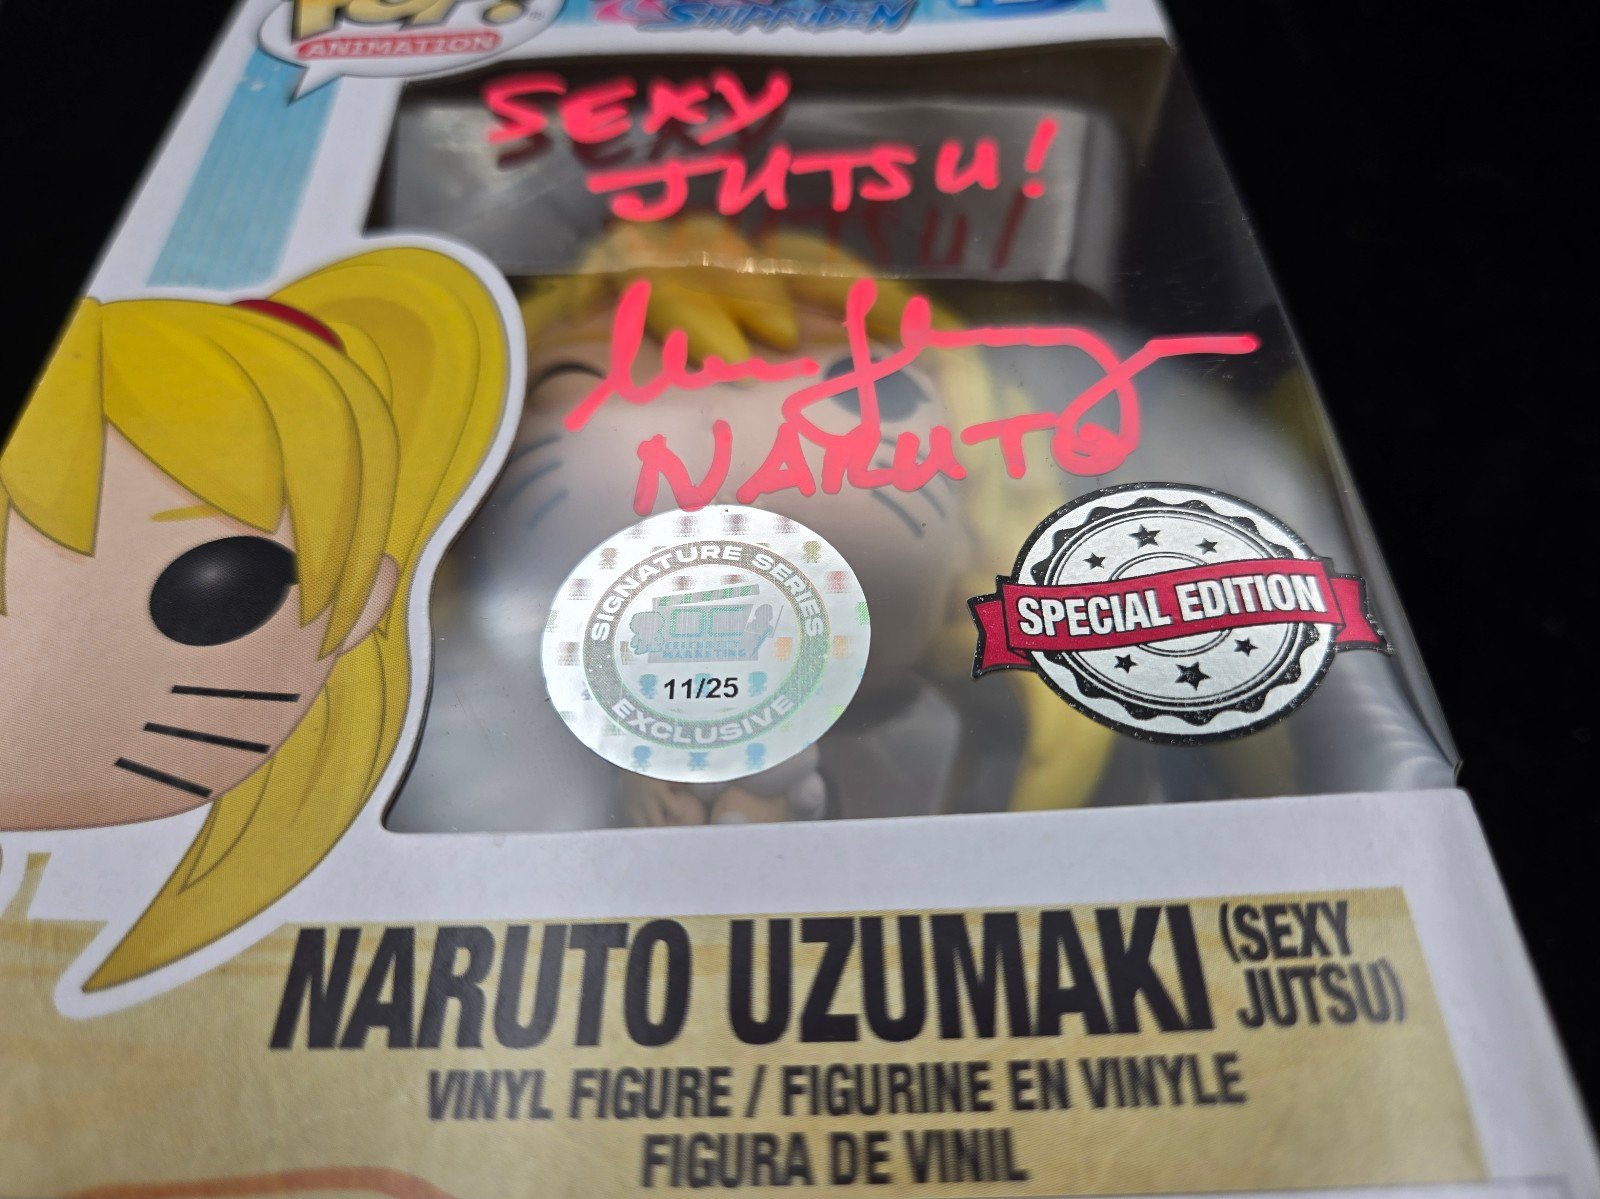 POP!
ANIMATION
SHIPPUDEN
SEXY
JUTSU!
NARUTO
SIGNATURE SERIES
MARKETING
11/25
EXCLUSIVE
SPECIAL EDITION
NARUTO UZUMAKI (SEXY
JUTSU)
VINYL FIGURE / FIGURINE EN VINYLE
FIGURA DE VINIL